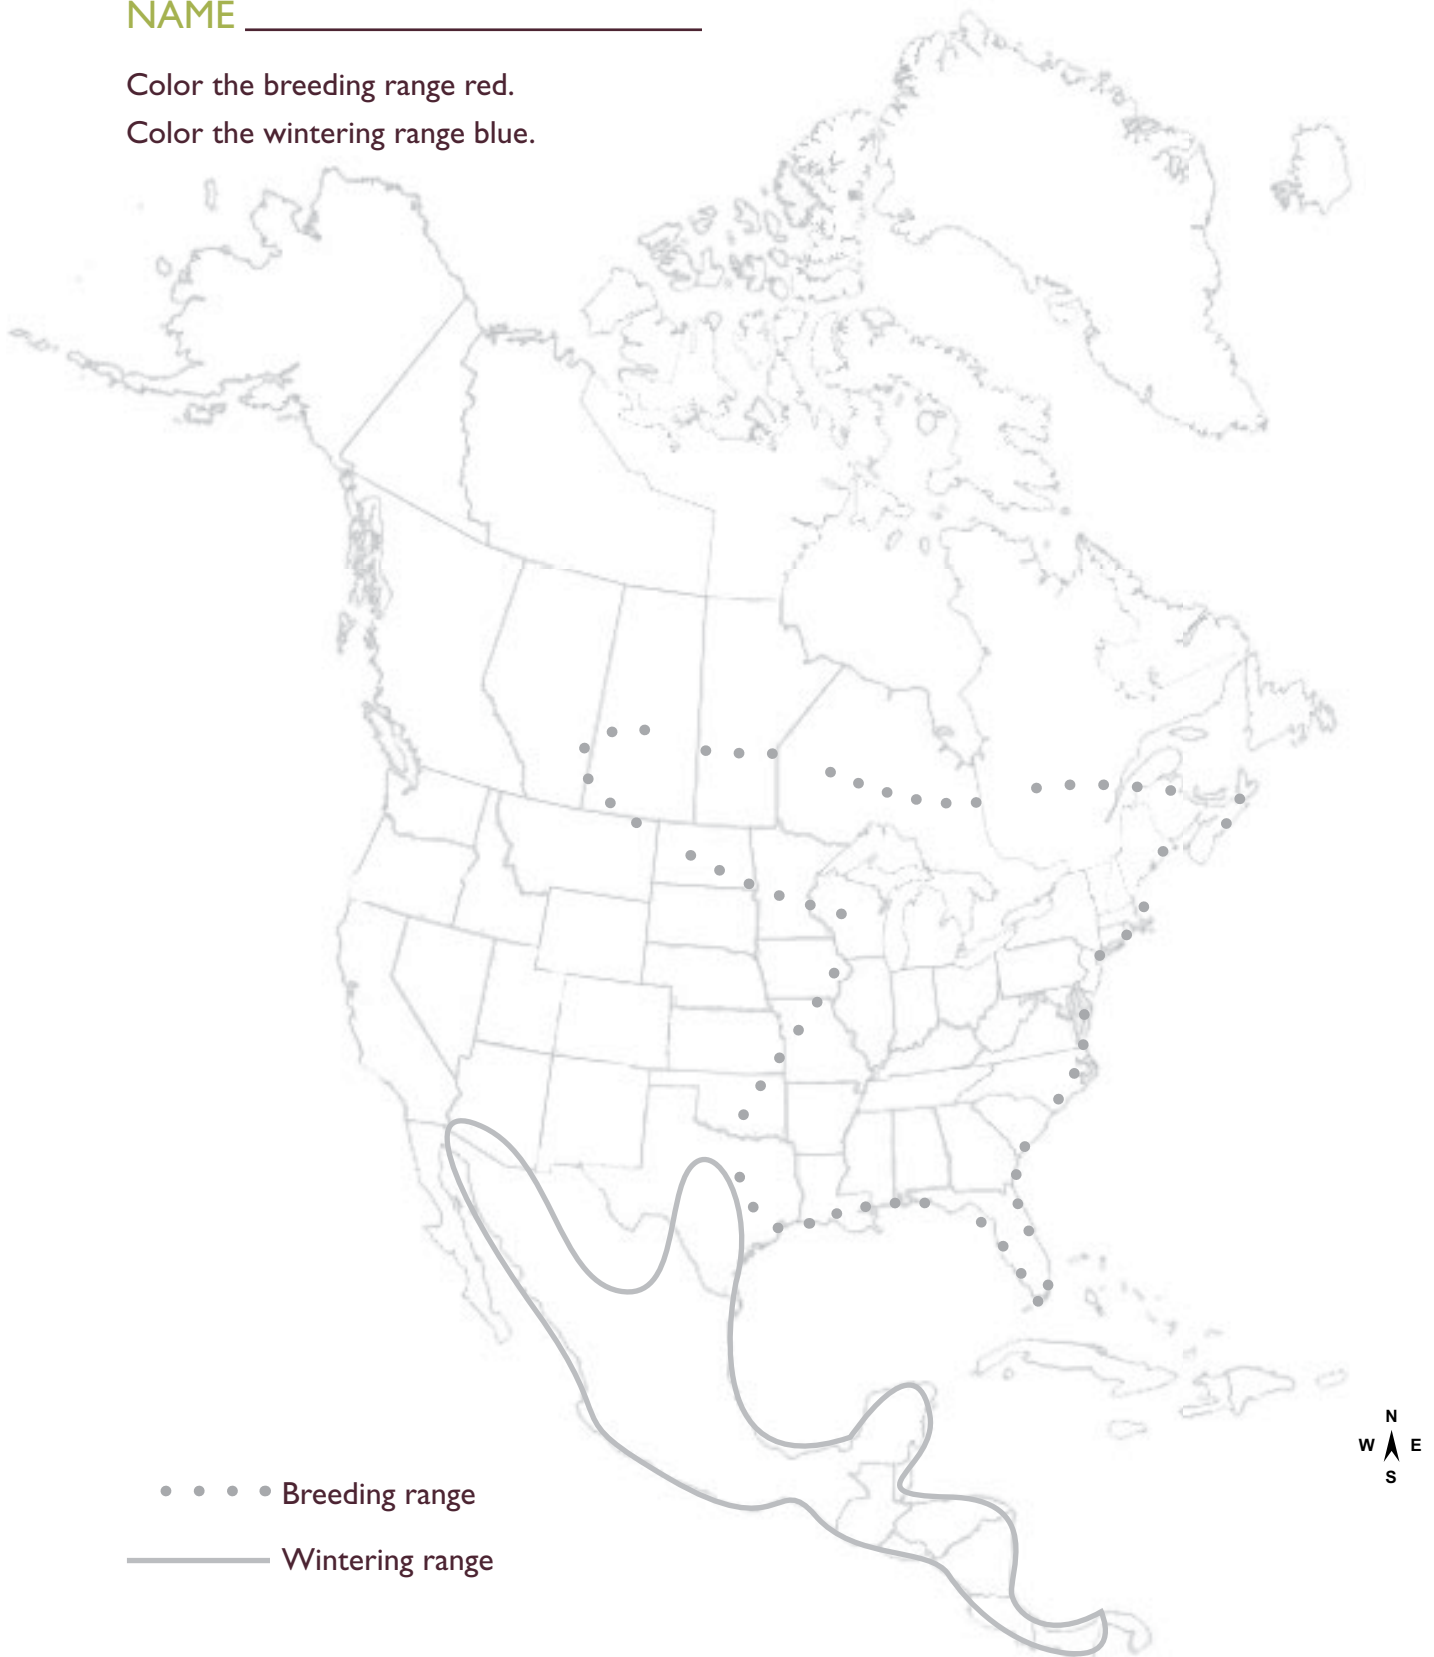 NAME
Color the breeding range red.
Color the wintering range blue.
N
W E
S
Breeding range
Wintering range